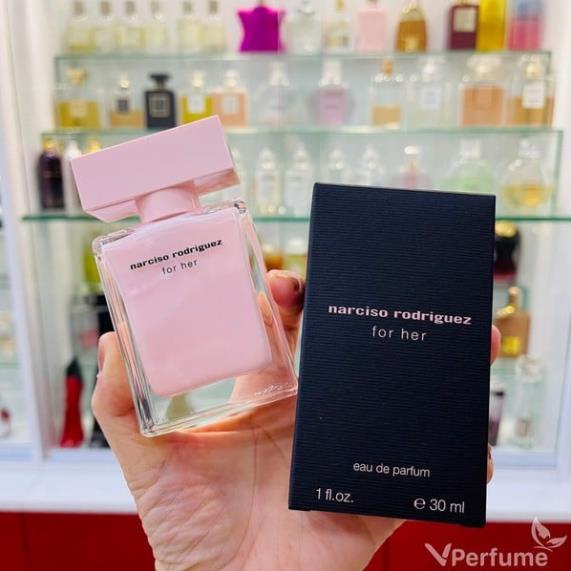 narciso rodriguez
for her
narciso rodriguez
for her
eau de parfum
1 fl.oz. ℮ 30 ml
VPerfume